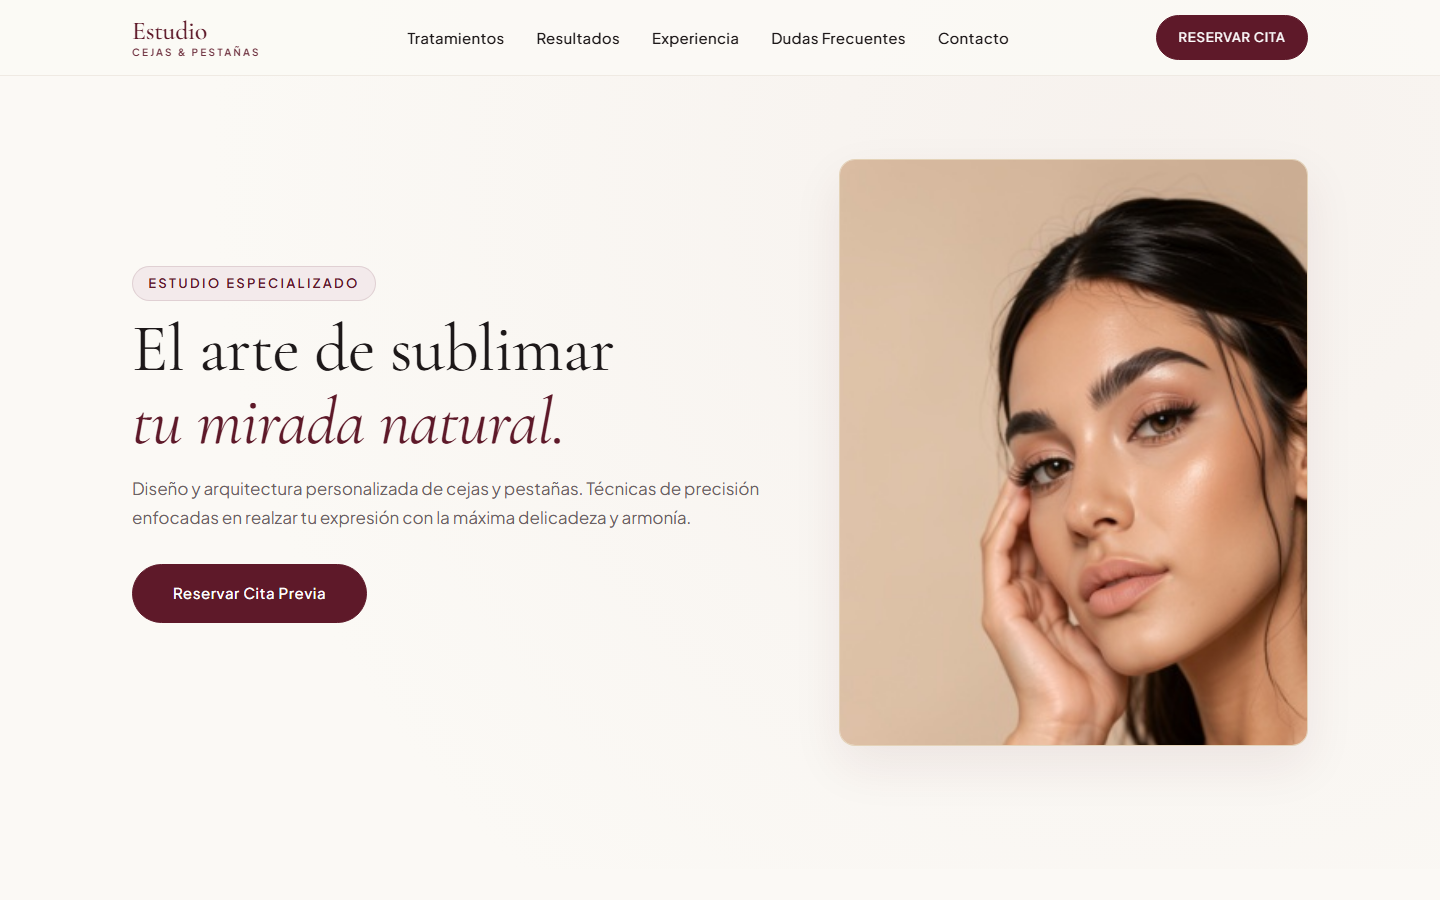 Estudio
CEJAS & PESTAÑAS
Tratamientos
Resultados
Experiencia
Dudas Frecuentes
Contacto
RESERVAR CITA
ESTUDIO ESPECIALIZADO
El arte de sublimar
tu mirada natural.
Diseño y arquitectura personalizada de cejas y pestañas. Técnicas de precisión
enfocadas en realzar tu expresión con la máxima delicadeza y armonía.
Reservar Cita Previa